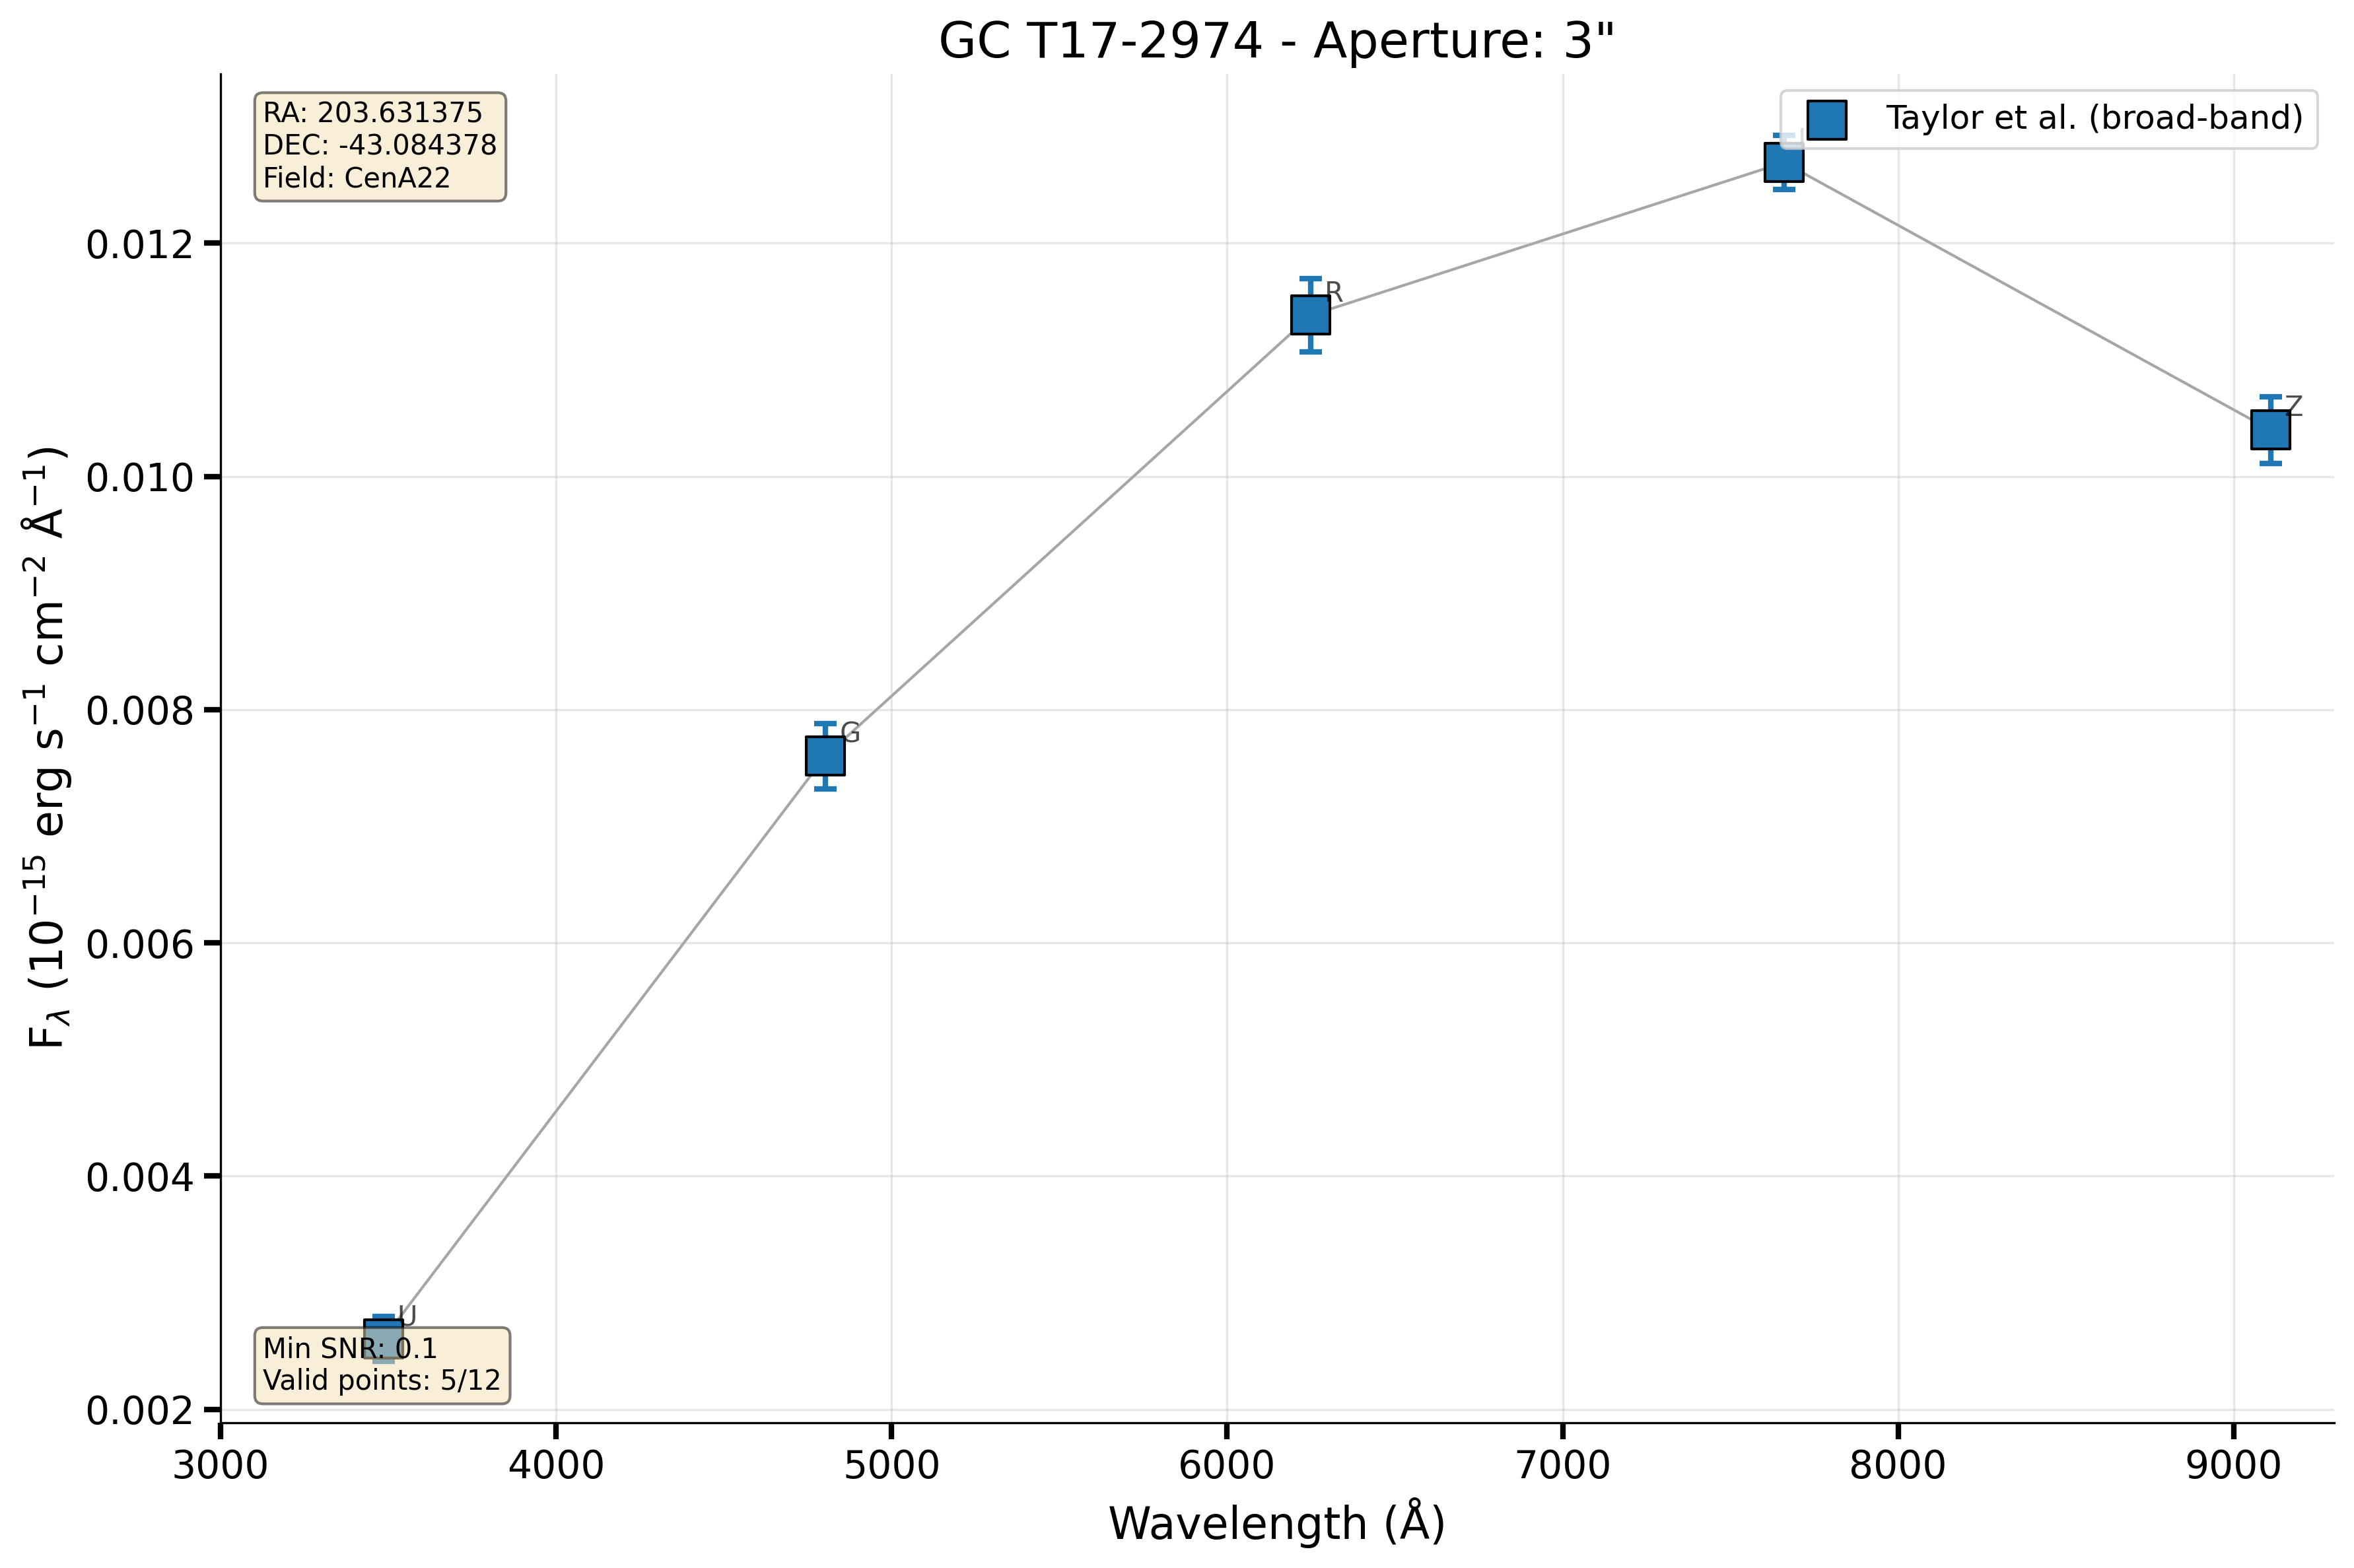 GC T17-2974 - Aperture: 3"
RA: 203.631375
DEC: -43.084378
Field: CenA22
Taylor et al. (broad-band)
I
R
Z
G
U
Min SNR: 0.1
Valid points: 5/12
0.012
0.010
0.008
0.006
0.004
0.002
F_λ (10⁻¹⁵ erg s⁻¹ cm⁻² Å⁻¹)
3000 4000 5000 6000 7000 8000 9000
Wavelength (Å)